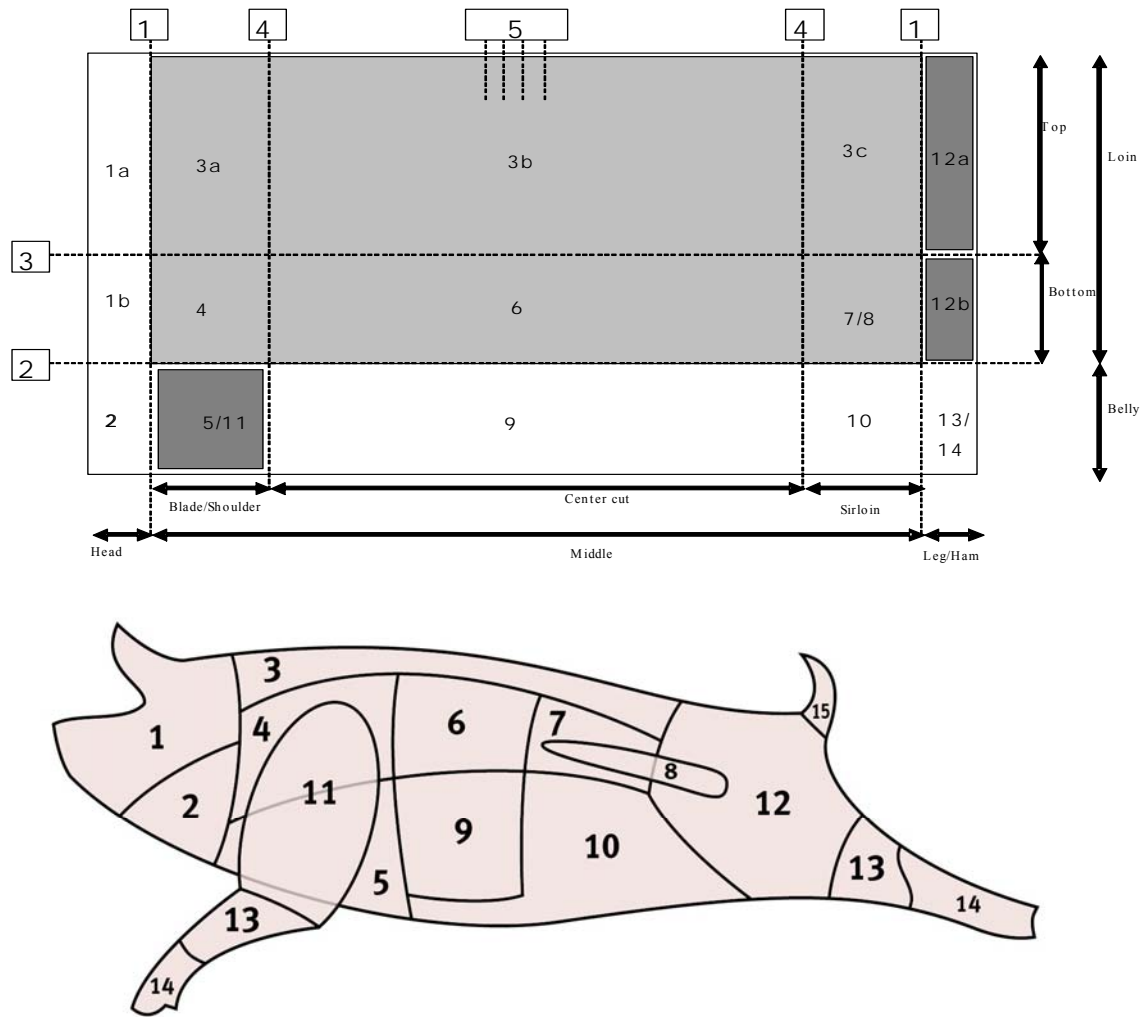 1 4 5 4 1
Top
1a 3a 3b 3c 12a Loin
3
1b 4 6 7/8 12b Bottom
2
2 5/11 9 10 13/
14
Belly
Blade/Shoulder Center cut Sirloin
Head Middle Leg/Ham
3
15
1 4 6 7
8
2 11 9 12
10
5 13
13 14
14